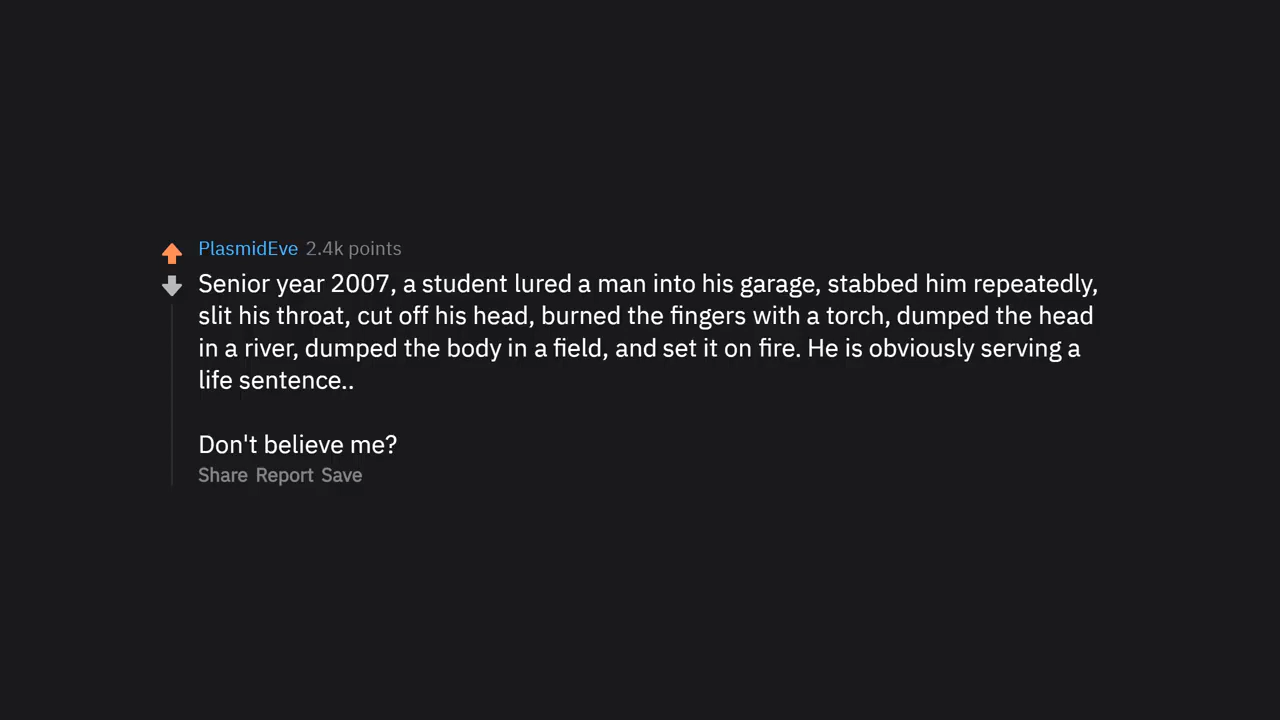 PlasmidEve 2.4k points
Senior year 2007, a student lured a man into his garage, stabbed him repeatedly,
slit his throat, cut off his head, burned the fingers with a torch, dumped the head
in a river, dumped the body in a field, and set it on fire. He is obviously serving a
life sentence..
Don't believe me?
Share Report Save